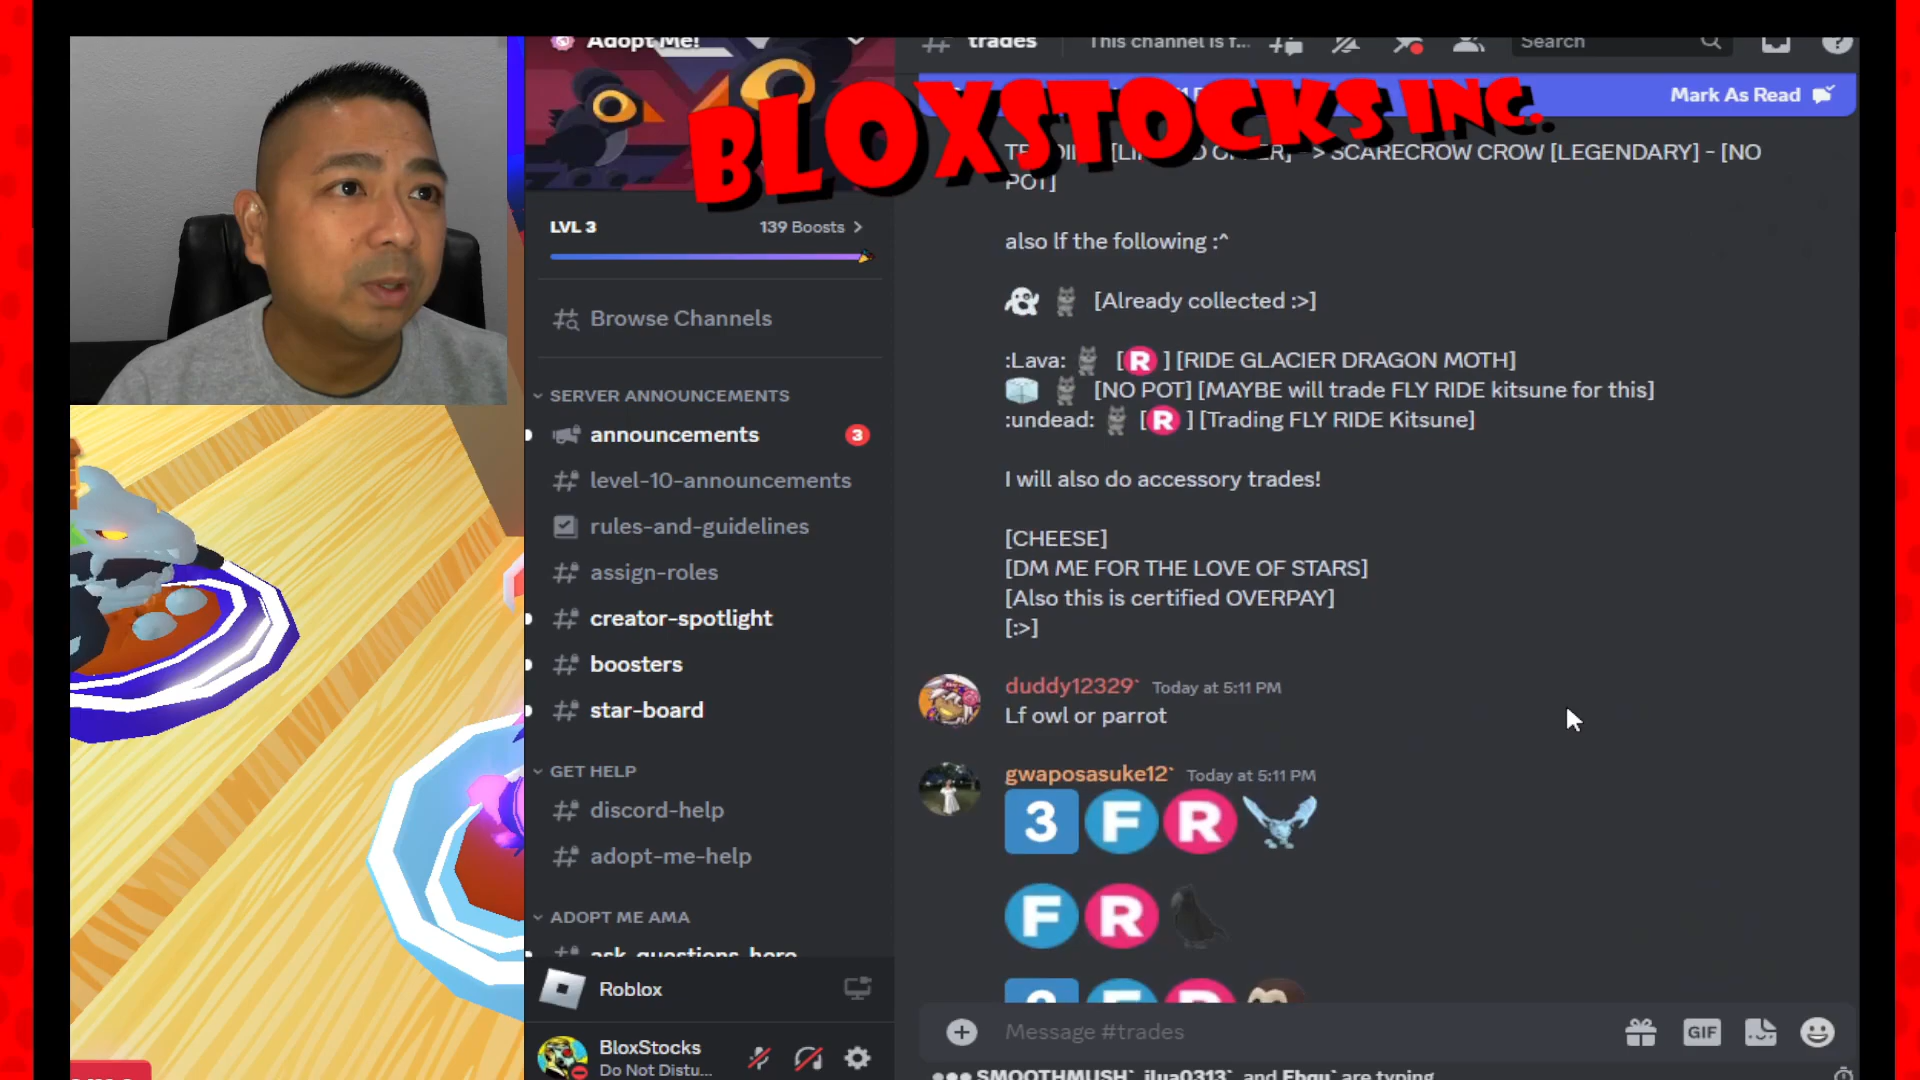 Adopt Me!
trades
This channel is f...
Search
BLOXSTOCKS INC.
Mark As Read
SCARECROW CROW [LEGENDARY] - [NO
POT]
LVL 3
139 Boosts
also lf the following :^
Browse Channels
[Already collected :>]
:Lava: [R] [RIDE GLACIER DRAGON MOTH]
[NO POT] [MAYBE will trade FLY RIDE kitsune for this]
:undead: [R] [Trading FLY RIDE Kitsune]
SERVER ANNOUNCEMENTS
announcements
3
level-10-announcements
rules-and-guidelines
assign-roles
creator-spotlight
boosters
star-board
I will also do accessory trades!
[CHEESE]
[DM ME FOR THE LOVE OF STARS]
[Also this is certified OVERPAY]
[:>]
duddy12329` Today at 5:11 PM
Lf owl or parrot
GET HELP
discord-help
adopt-me-help
gwaposasuke12` Today at 5:11 PM
3 F R
F R
ADOPT ME AMA
ask questions here
Roblox
BloxStocks
Do Not Distu...
Message #trades
GIF
SMOOTHMUSH`, ilua0313`, and Ebqu` are typing